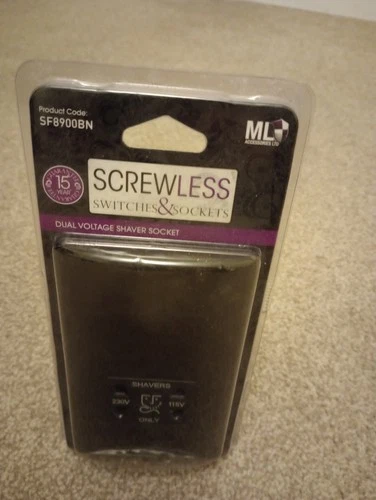 Product Code:
SF8900BN
ML
ACCESSORIES LTD
15
YEAR
SCREWLESS
SWITCHES&SOCKETS
DUAL VOLTAGE SHAVER SOCKET
SHAVERS
230V
115V
ONLY